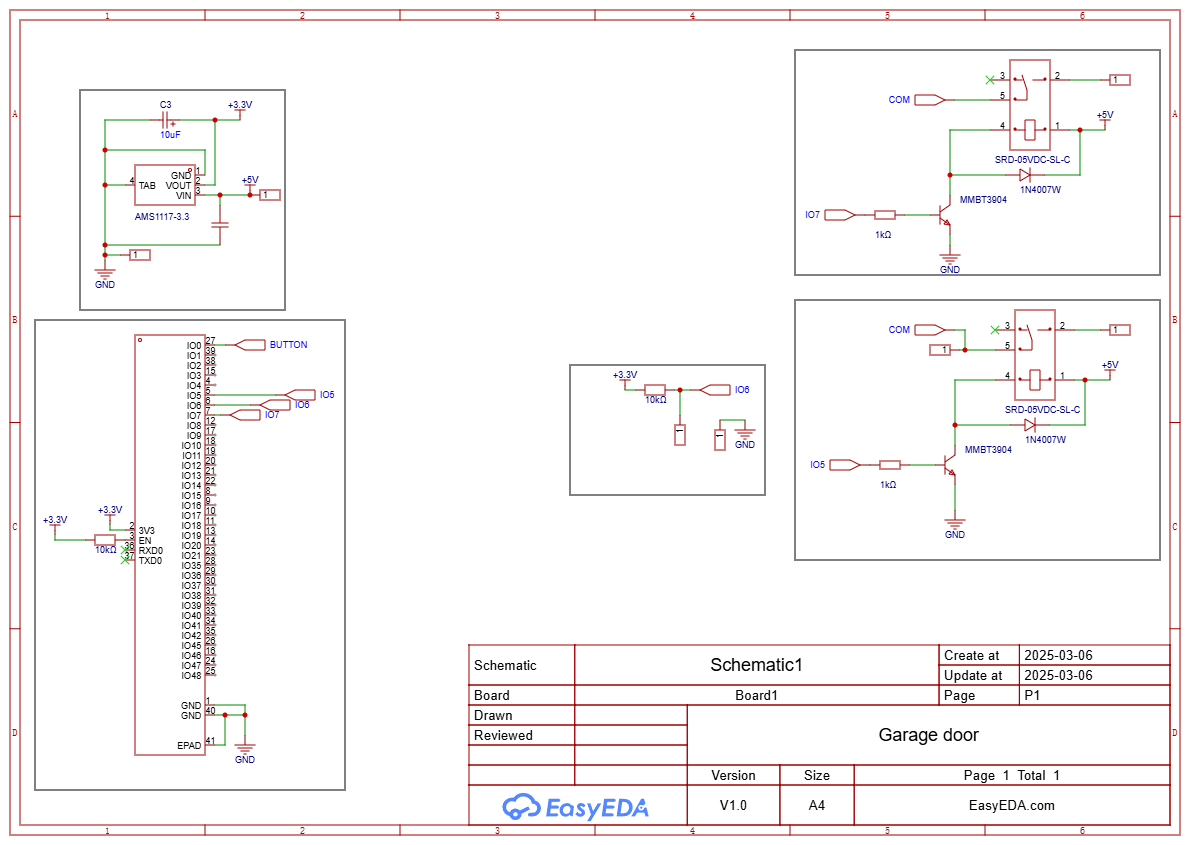 1 2 3 4 5 6
A A
B B
C C
D D
C3
10uF
+3.3V
4 TAB
GND 1
VOUT 2
VIN 3
+5V
1
AMS1117-3.3
1
GND
COM
3 2 1
5
4 1
+5V
SRD-05VDC-SL-C
1N4007W
MMBT3904
IO7
1kΩ
GND
COM
3 2 1
1 5
4 1
+5V
SRD-05VDC-SL-C
1N4007W
MMBT3904
IO5
1kΩ
GND
+3.3V
10kΩ
IO6
1 1
GND
IO0 27 BUTTON
IO1 39
IO2 38
IO3 15
IO4 4
IO5 5 IO5
IO6 6 IO6
IO7 7 IO7
IO8 12
IO9 17
IO10 18
IO11 19
IO12 20
IO13 21
IO14 22
IO15 8
IO16 9
IO17 10
IO18 11
IO19 13
IO20 14
IO21 23
IO35 28
IO36 29
IO37 30
IO38 31
IO39 32
IO40 33
IO41 34
IO42 35
IO45 26
IO46 16
IO47 24
IO48 25
+3.3V
+3.3V
10kΩ
2 3V3
3 EN
36 RXD0
37 TXD0
GND 1
GND 40
EPAD 41
GND
Schematic Schematic1
Create at 2025-03-06
Update at 2025-03-06
Board Board1 Page P1
Drawn
Reviewed
Garage door
Version Size Page 1 Total 1
EasyEDA V1.0 A4 EasyEDA.com
1 2 3 4 5 6